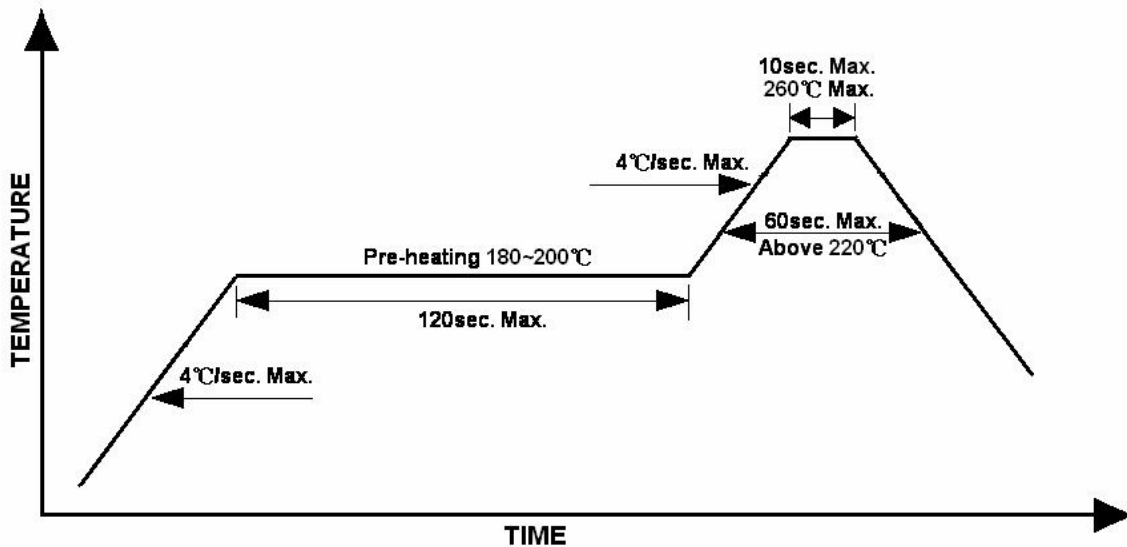 10sec. Max.
260℃ Max.
4℃/sec. Max.
60sec. Max.
Above 220℃
Pre-heating 180~200℃
120sec. Max.
4℃/sec. Max.
TEMPERATURE
TIME